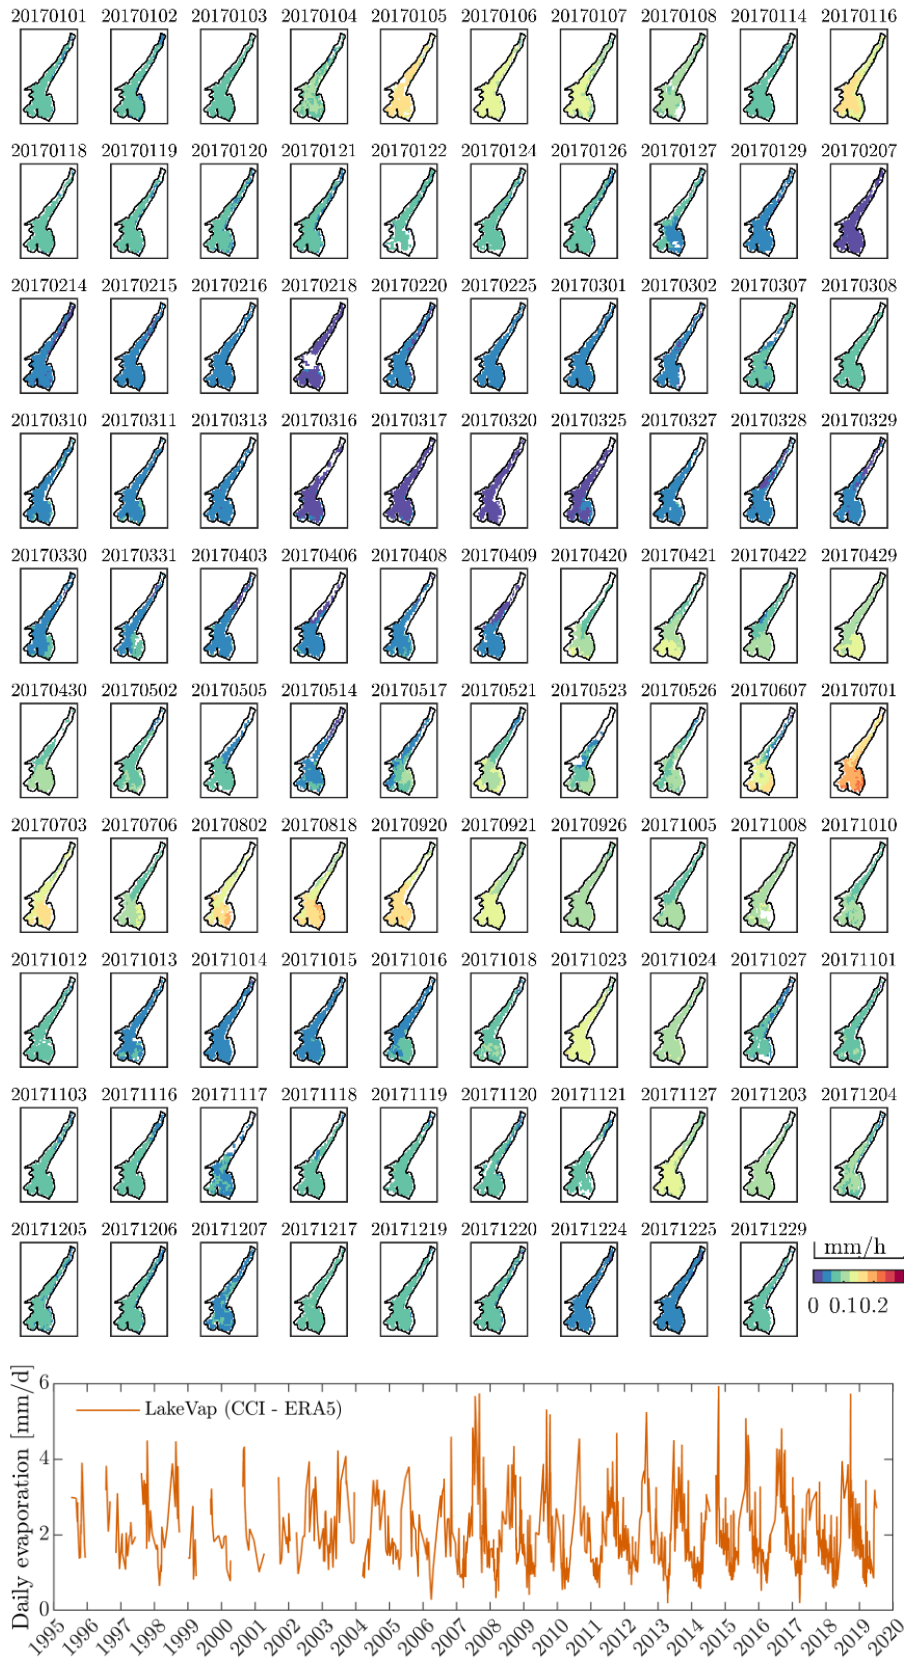 20170101 20170102 20170103 20170104 20170105 20170106 20170107 20170108 20170114 20170116
20170118 20170119 20170120 20170121 20170122 20170124 20170126 20170127 20170129 20170207
20170214 20170215 20170216 20170218 20170220 20170225 20170301 20170302 20170307 20170308
20170310 20170311 20170313 20170316 20170317 20170320 20170325 20170327 20170328 20170329
20170330 20170331 20170403 20170406 20170408 20170409 20170420 20170421 20170422 20170429
20170430 20170502 20170505 20170514 20170517 20170521 20170523 20170526 20170607 20170701
20170703 20170706 20170802 20170818 20170920 20170921 20170926 20171005 20171008 20171010
20171012 20171013 20171014 20171015 20171016 20171018 20171023 20171024 20171027 20171101
20171103 20171116 20171117 20171118 20171119 20171120 20171121 20171127 20171203 20171204
20171205 20171206 20171207 20171217 20171219 20171220 20171224 20171225 20171229
mm/h
0 0.1 0.2
Daily evaporation [mm/d]
6
LakeVap (CCI - ERA5)
4
2
0
1995 1996 1997 1998 1999 2000 2001 2002 2003 2004 2005 2006 2007 2008 2009 2010 2011 2012 2013 2014 2015 2016 2017 2018 2019 2020